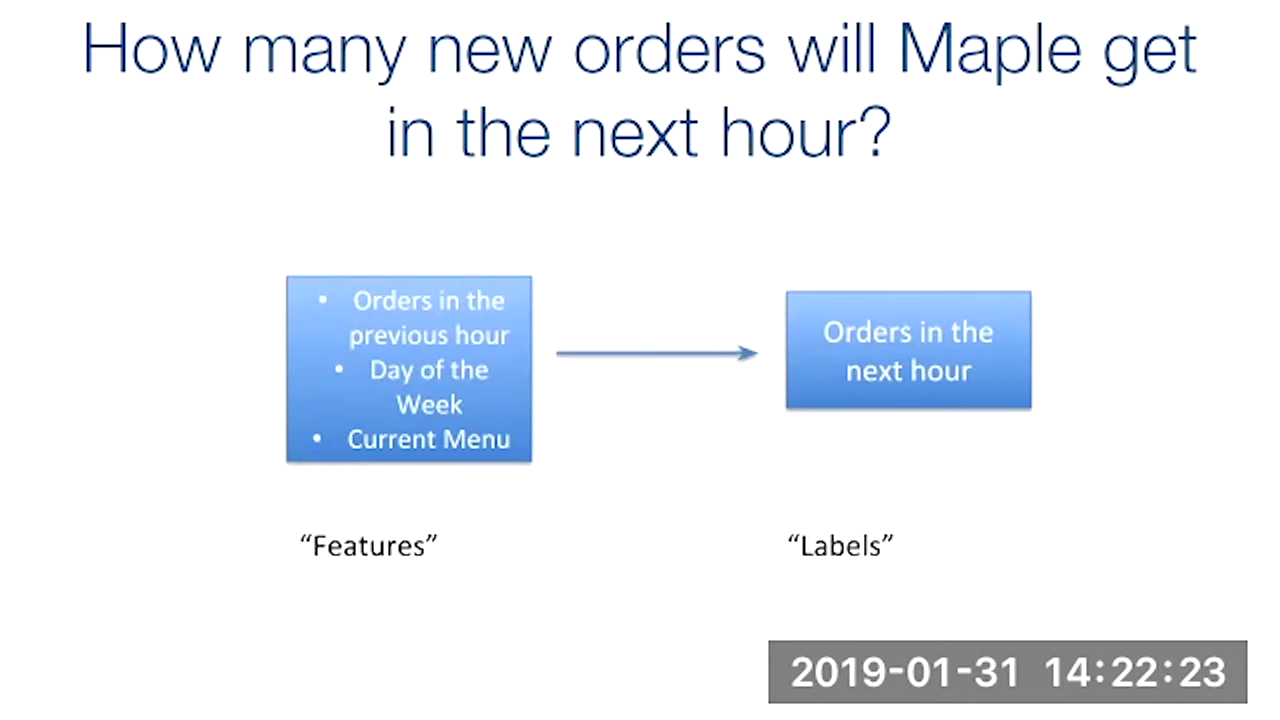 How many new orders will Maple get
in the next hour?
• Orders in the
previous hour
• Day of the
Week
• Current Menu
Orders in the
next hour
“Features”
“Labels”
2019-01-31 14:22:23